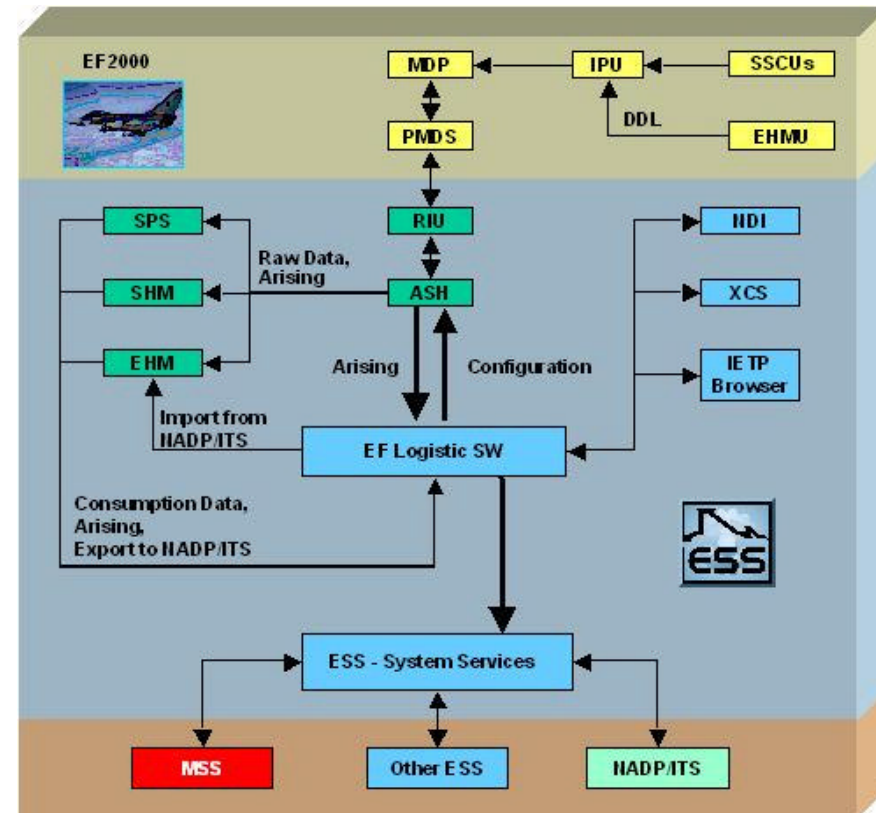 EF2000
MDP
IPU
SSCUs
DDL
PMDS
EHMU
SPS
RIU
NDI
Raw Data,
Arising
SHM
ASH
XCS
EHM
Arising
Configuration
IETP
Browser
Import from
NADP/ITS
EF Logistic SW
Consumption Data,
Arising,
Export to NADP/ITS
ESS
ESS - System Services
MSS
Other ESS
NADP/ITS